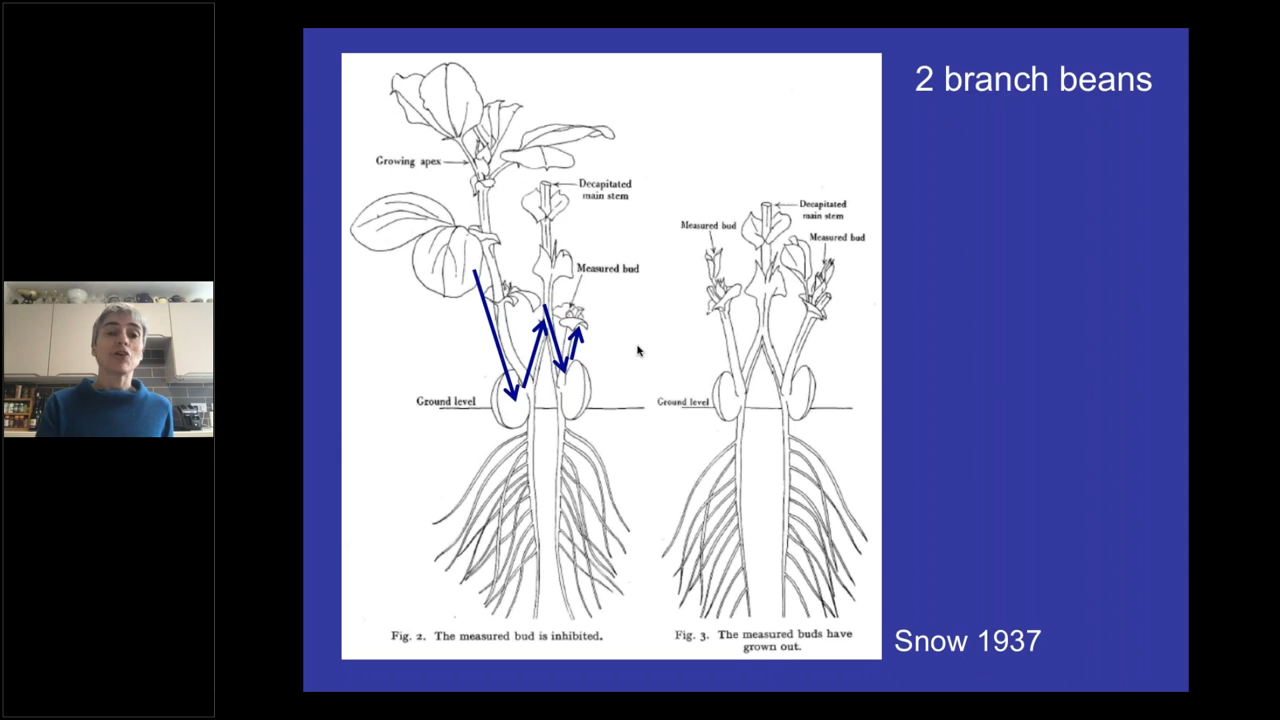 2 branch beans
Growing apex
Decapitated
main stem
Measured bud
Ground level
Fig. 2. The measured bud is inhibited.
Decapitated
main stem
Measured bud
Measured bud
Ground level
Fig. 3. The measured buds have
grown out.
Snow 1937